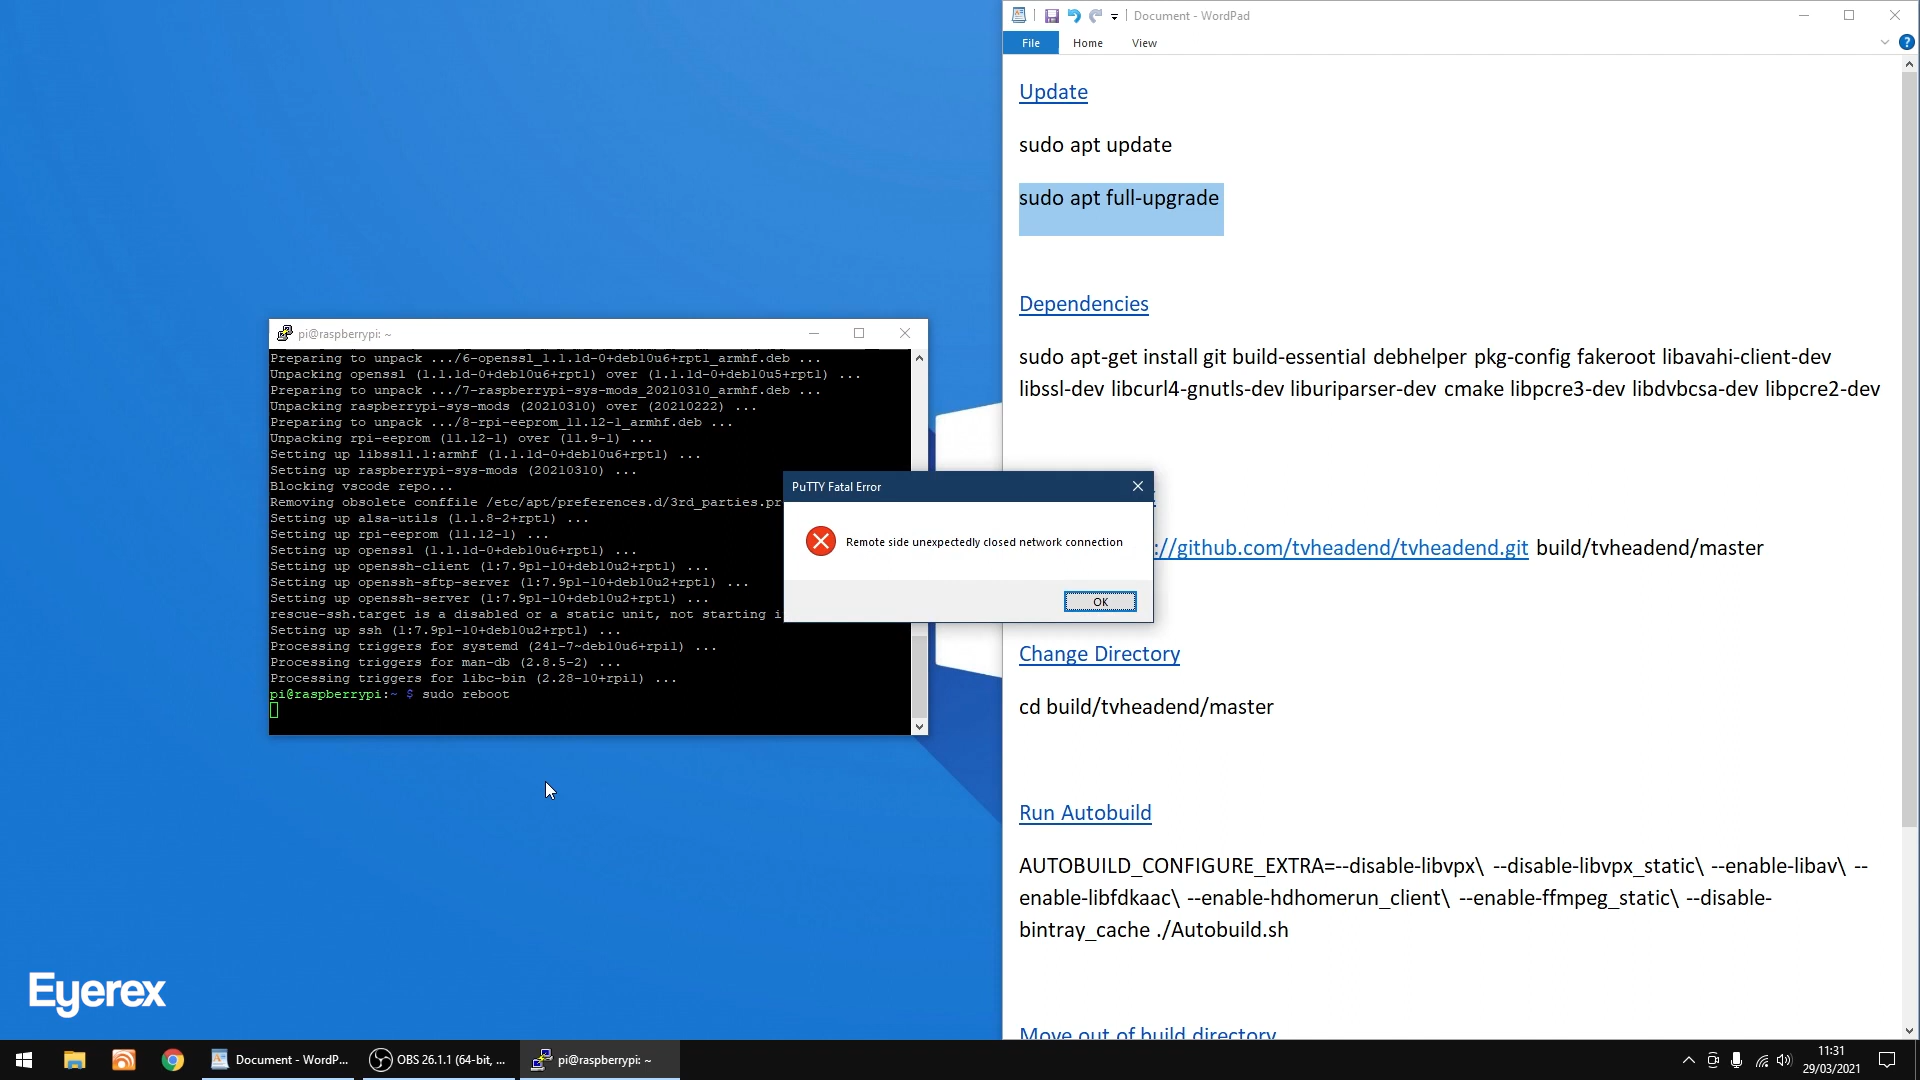 Document - WordPad
File
Home
View
Update
sudo apt update
sudo apt full-upgrade
Dependencies
sudo apt-get install git build-essential debhelper pkg-config fakeroot libavahi-client-dev
libssl-dev libcurl4-gnutls-dev liburiparser-dev cmake libpcre3-dev libdvbcsa-dev libpcre2-dev
://github.com/tvheadend/tvheadend.git build/tvheadend/master
Change Directory
cd build/tvheadend/master
Run Autobuild
AUTOBUILD_CONFIGURE_EXTRA=--disable-libvpx\ --disable-libvpx_static\ --enable-libav\ --
enable-libfdkaac\ --enable-hdhomerun_client\ --enable-ffmpeg_static\ --disable-
bintray_cache ./Autobuild.sh
Move out of build directory
pi@raspberrypi: ~
Preparing to unpack .../6-openssl_1.1.1d-0+deb10u6+rpt1_armhf.deb ...
Unpacking openssl (1.1.1d-0+deb10u6+rpt1) over (1.1.1d-0+deb10u5+rpt1) ...
Preparing to unpack .../7-raspberrypi-sys-mods_20210310_armhf.deb ...
Unpacking raspberrypi-sys-mods (20210310) over (20210222) ...
Preparing to unpack .../8-rpi-eeprom_11.12-1_armhf.deb ...
Unpacking rpi-eeprom (11.12-1) over (11.9-1) ...
Setting up libssl1.1:armhf (1.1.1d-0+deb10u6+rpt1) ...
Setting up raspberrypi-sys-mods (20210310) ...
Blocking vscode repo...
Removing obsolete conffile /etc/apt/preferences.d/3rd_parties.pr
Setting up alsa-utils (1.1.8-2+rpt1) ...
Setting up rpi-eeprom (11.12-1) ...
Setting up openssl (1.1.1d-0+deb10u6+rpt1) ...
Setting up openssh-client (1:7.9p1-10+deb10u2+rpt1) ...
Setting up openssh-sftp-server (1:7.9p1-10+deb10u2+rpt1) ...
Setting up openssh-server (1:7.9p1-10+deb10u2+rpt1) ...
rescue-ssh.target is a disabled or a static unit, not starting i
Setting up ssh (1:7.9p1-10+deb10u2+rpt1) ...
Processing triggers for systemd (241-7~deb10u6+rpi1) ...
Processing triggers for man-db (2.8.5-2) ...
Processing triggers for libc-bin (2.28-10+rpi1) ...
pi@raspberrypi:~ $ sudo reboot
PuTTY Fatal Error
Remote side unexpectedly closed network connection
OK
Eyerex
Document - WordP...
OBS 26.1.1 (64-bit, ...
pi@raspberrypi: ~
11:31
29/03/2021